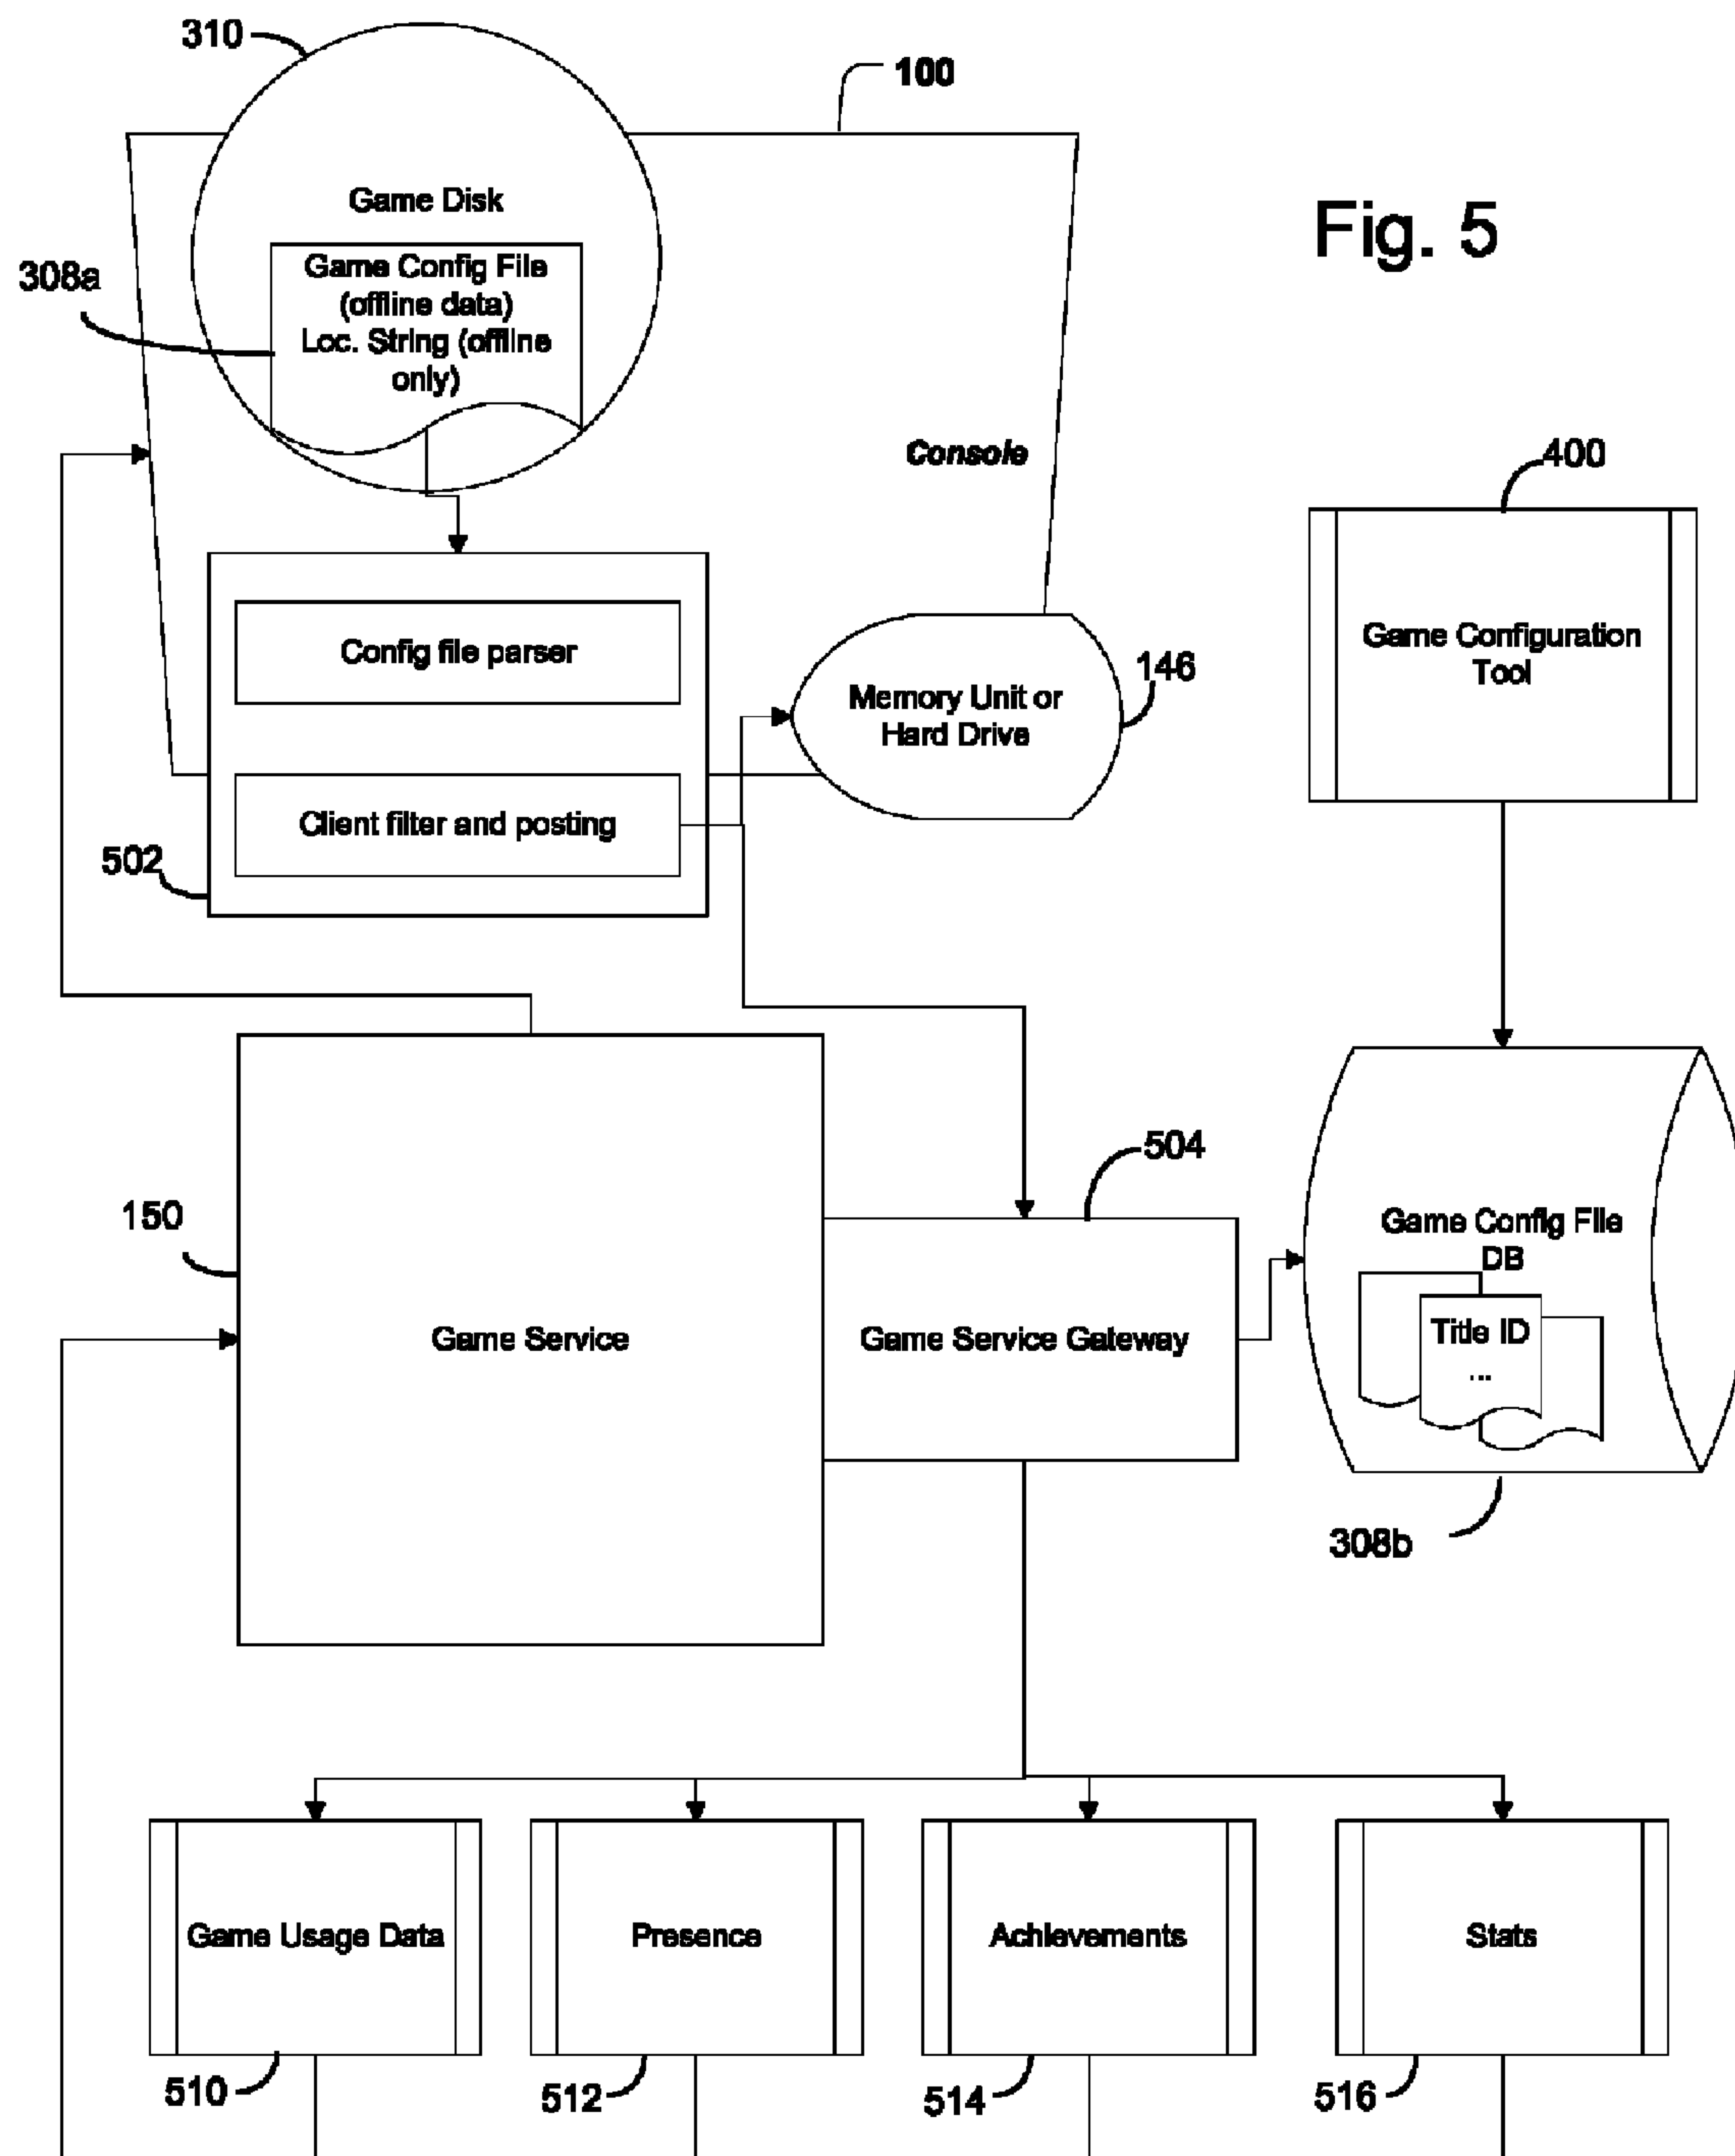 310
100
Fig. 5
Game Disk
308a
Game Config File
(offline data)
Loc. String (offline
only)
Console
400
Config file parser
Game Configuration
Tool
146
Memory Unit or
Hard Drive
Client filter and posting
502
504
150
Game Config File
DB
Title ID
...
Game Service
Game Service Gateway
308b
Game Usage Data
Presence
Achievements
Stats
510
512
514
516